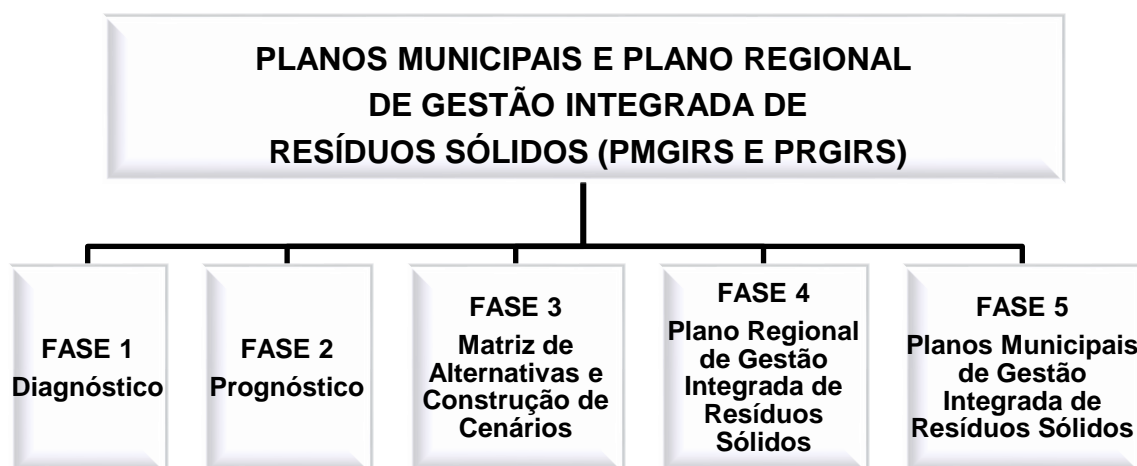 PLANOS MUNICIPAIS E PLANO REGIONAL
DE GESTÃO INTEGRADA DE
RESÍDUOS SÓLIDOS (PMGIRS E PRGIRS)
FASE 1
Diagnóstico
FASE 2
Prognóstico
FASE 3
Matriz de
Alternativas e
Construção de
Cenários
FASE 4
Plano Regional
de Gestão
Integrada de
Resíduos
Sólidos
FASE 5
Planos Municipais
de Gestão
Integrada de
Resíduos Sólidos